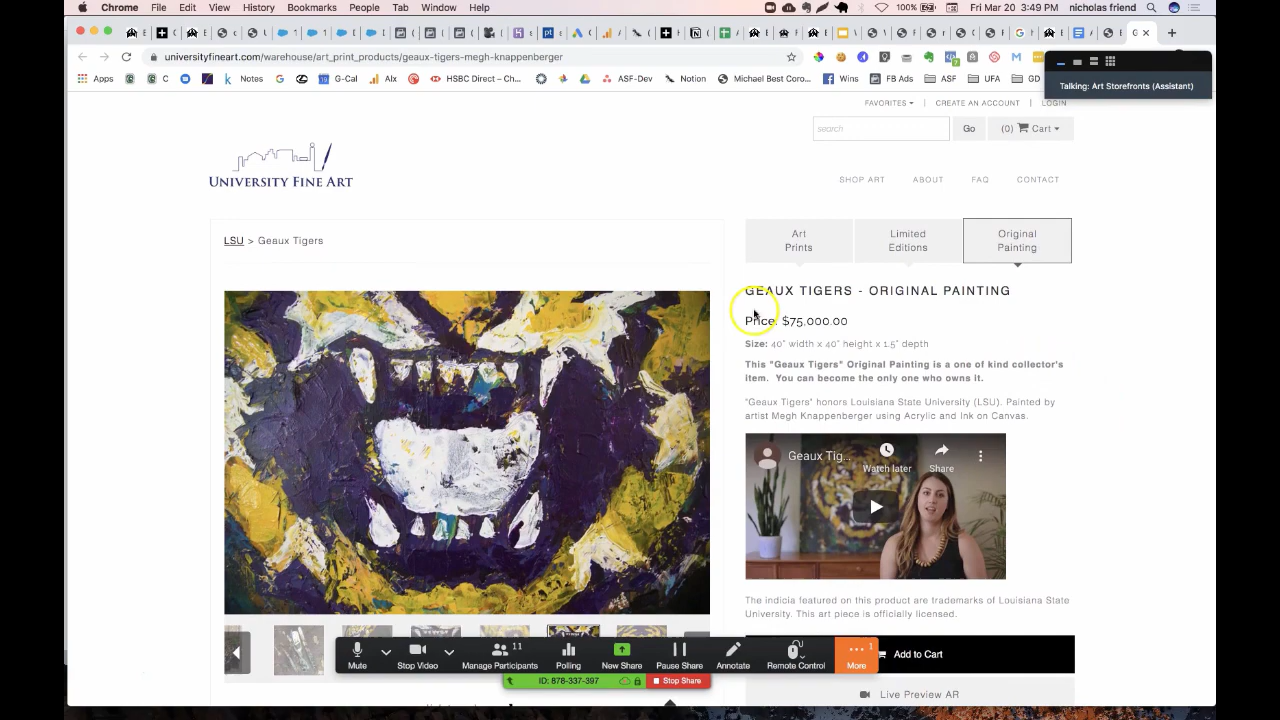 Chrome File Edit View History Bookmarks People Tab Window Help 100% Fri Mar 20 3:49 PM nicholas friend
universityfineart.com/warehouse/art_print_products/geaux-tigers-megh-knappenberger
Apps Notes G-Cal Alx HSBC Direct – Ch... ASF-Dev Notion Michael Best Coro... Wins FB Ads ASF UFA GD
Talking: Art Storefronts (Assistant)
FAVORITES CREATE AN ACCOUNT LOGIN
search Go (0) Cart
UNIVERSITY FINE ART
SHOP ART ABOUT FAQ CONTACT
LSU > Geaux Tigers
Art Prints
Limited Editions
Original Painting
GEAUX TIGERS - ORIGINAL PAINTING
Price: $75,000.00
Size: 40" width x 40" height x 1.5" depth
This "Geaux Tigers" Original Painting is a one of kind collector's
item. You can become the only one who owns it.
"Geaux Tigers" honors Louisiana State University (LSU). Painted by
artist Megh Knappenberger using Acrylic and Ink on Canvas.
Geaux Tig...
Watch later Share
The indicia featured on this product are trademarks of Louisiana State
University. This art piece is officially licensed.
Add to Cart
Live Preview AR
11 1
Mute Stop Video Manage Participants Polling New Share Pause Share Annotate Remote Control More
ID: 878-337-397 Stop Share